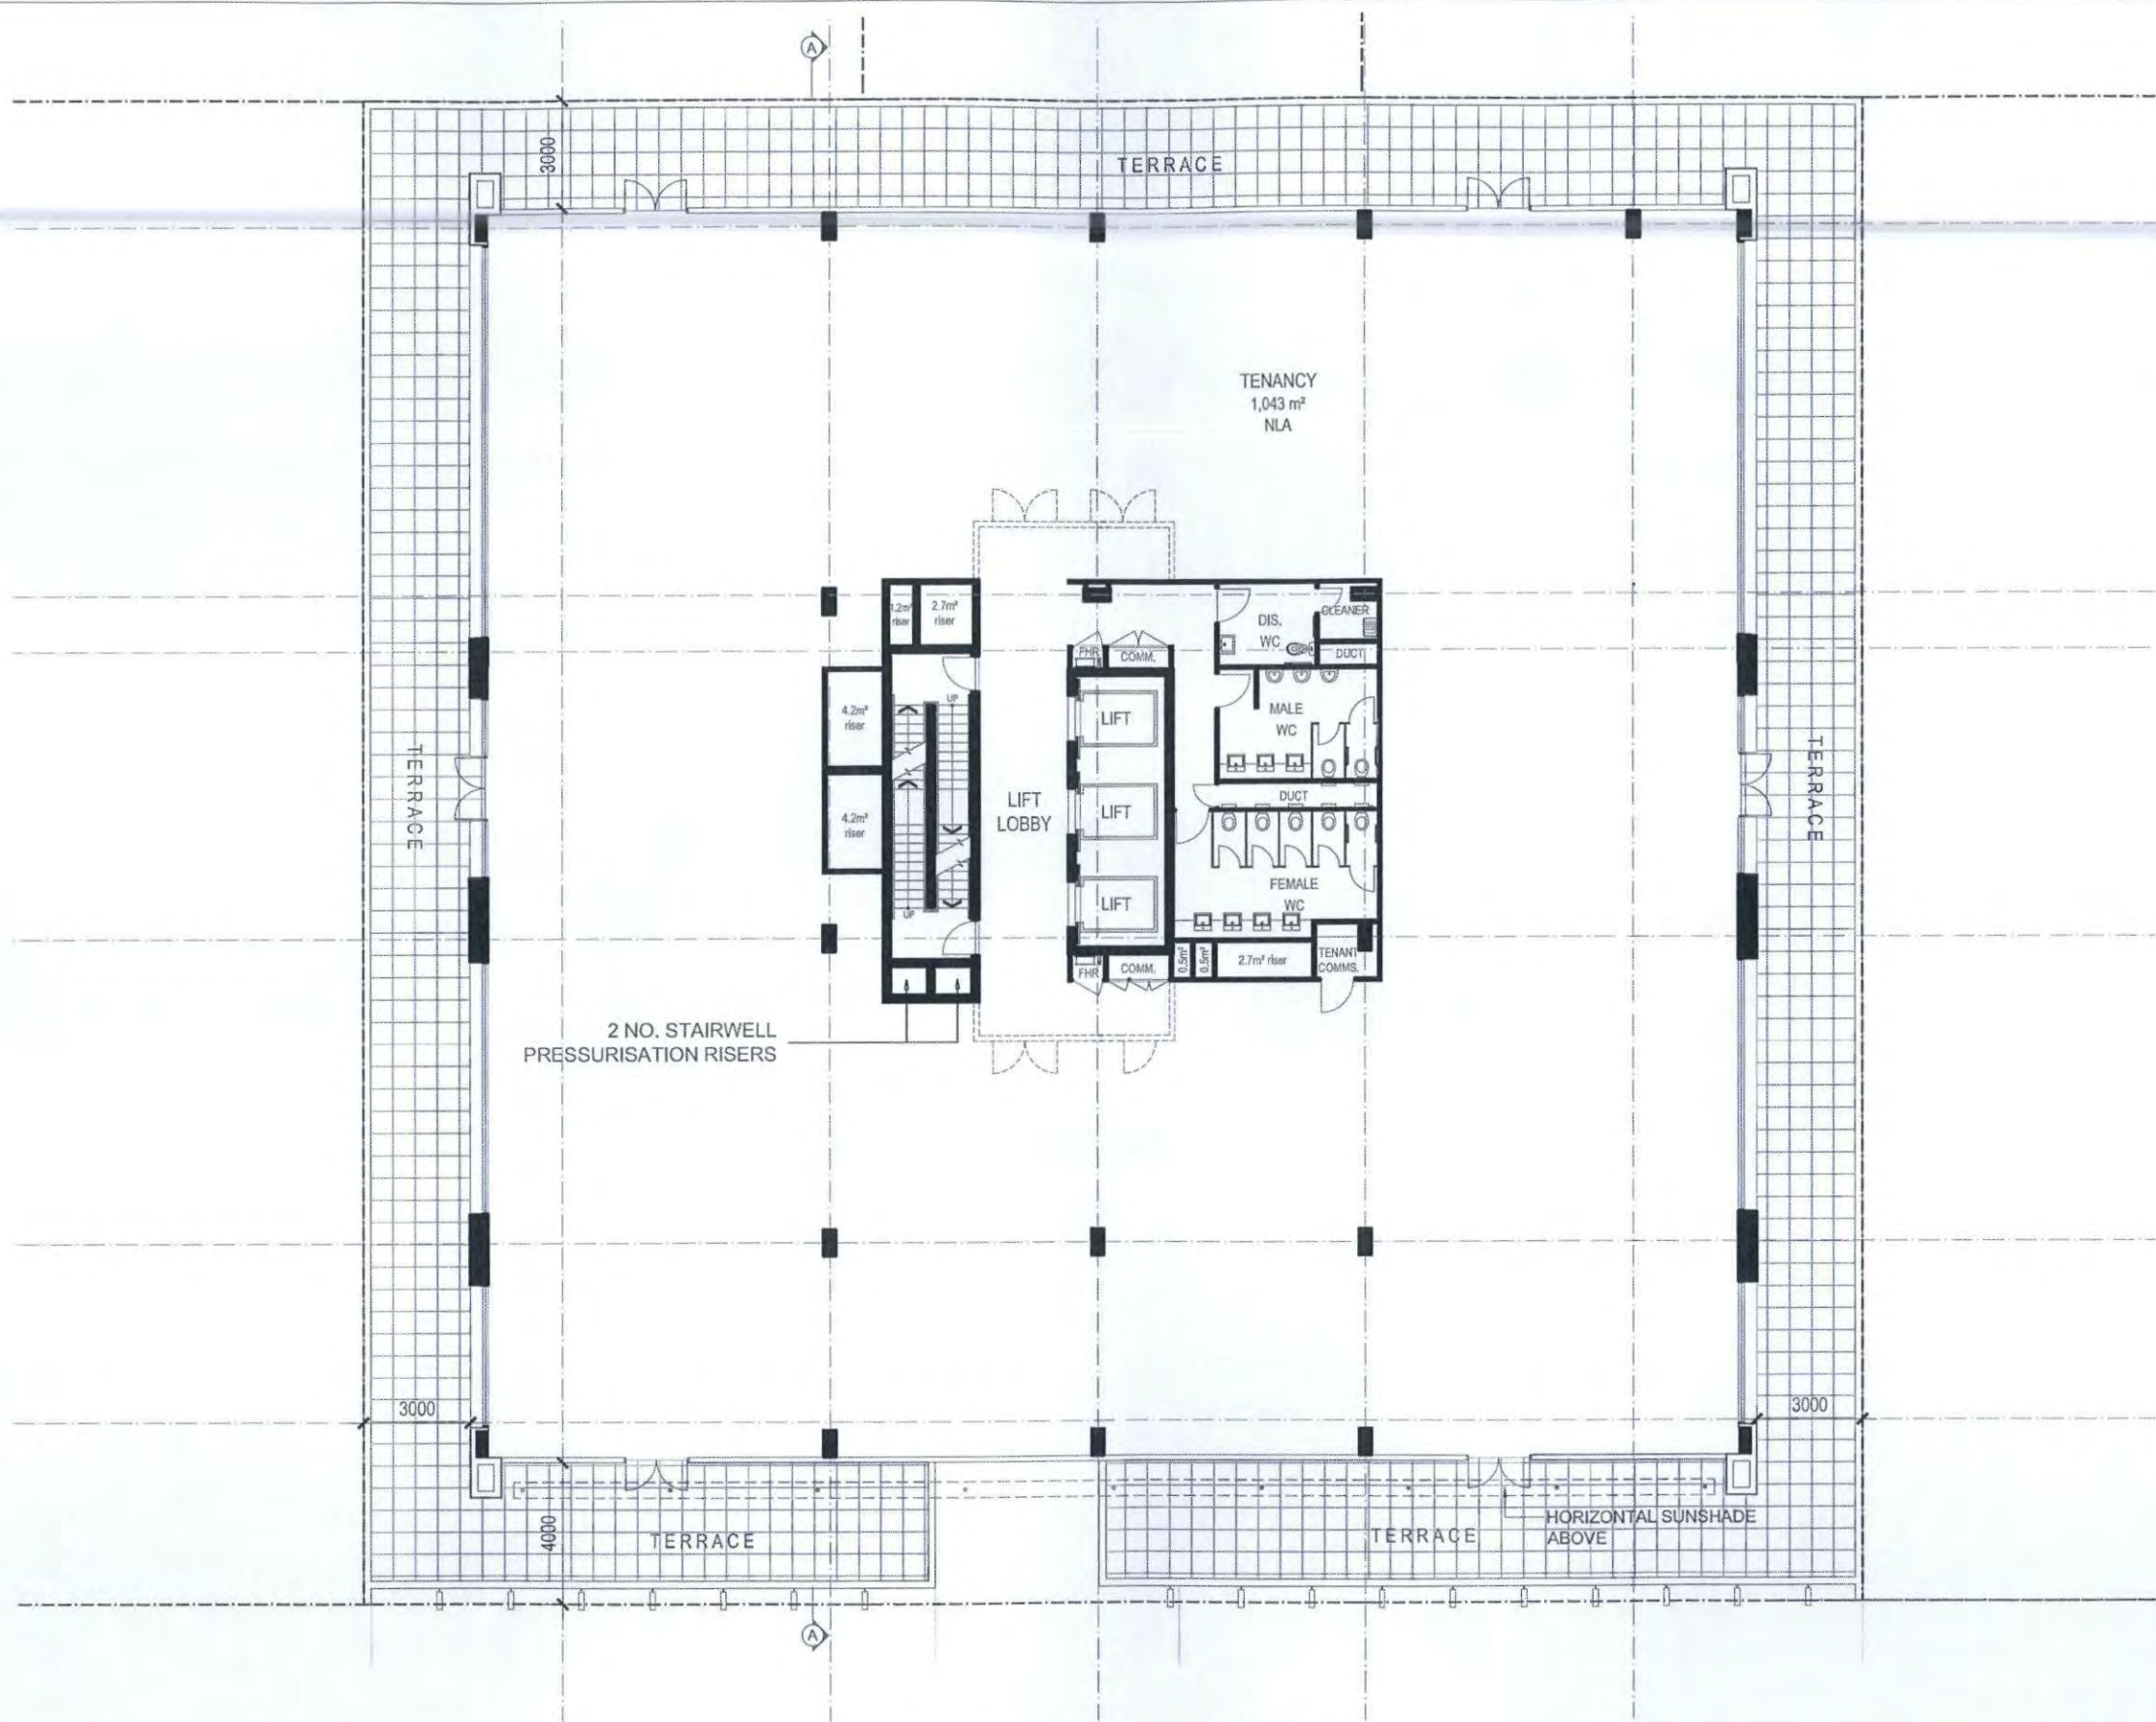 A
3000
TERRACE
TENANCY
1,043 m²
NLA
1.2m²
riser
2.7m²
riser
DIS.
WC
CLEANER
FHR
COMM.
DUCT
UP
4.2m²
riser
LIFT
MALE
WC
TERRACE
TERRACE
DUCT
LIFT
LOBBY
LIFT
4.2m²
riser
FEMALE
WC
LIFT
UP
FHR
COMM.
0.5m²
0.5m²
2.7m² riser
TENANT
COMMS.
2 NO. STAIRWELL
PRESSURISATION RISERS
3000
3000
4000
TERRACE
TERRACE
HORIZONTAL SUNSHADE
ABOVE
A